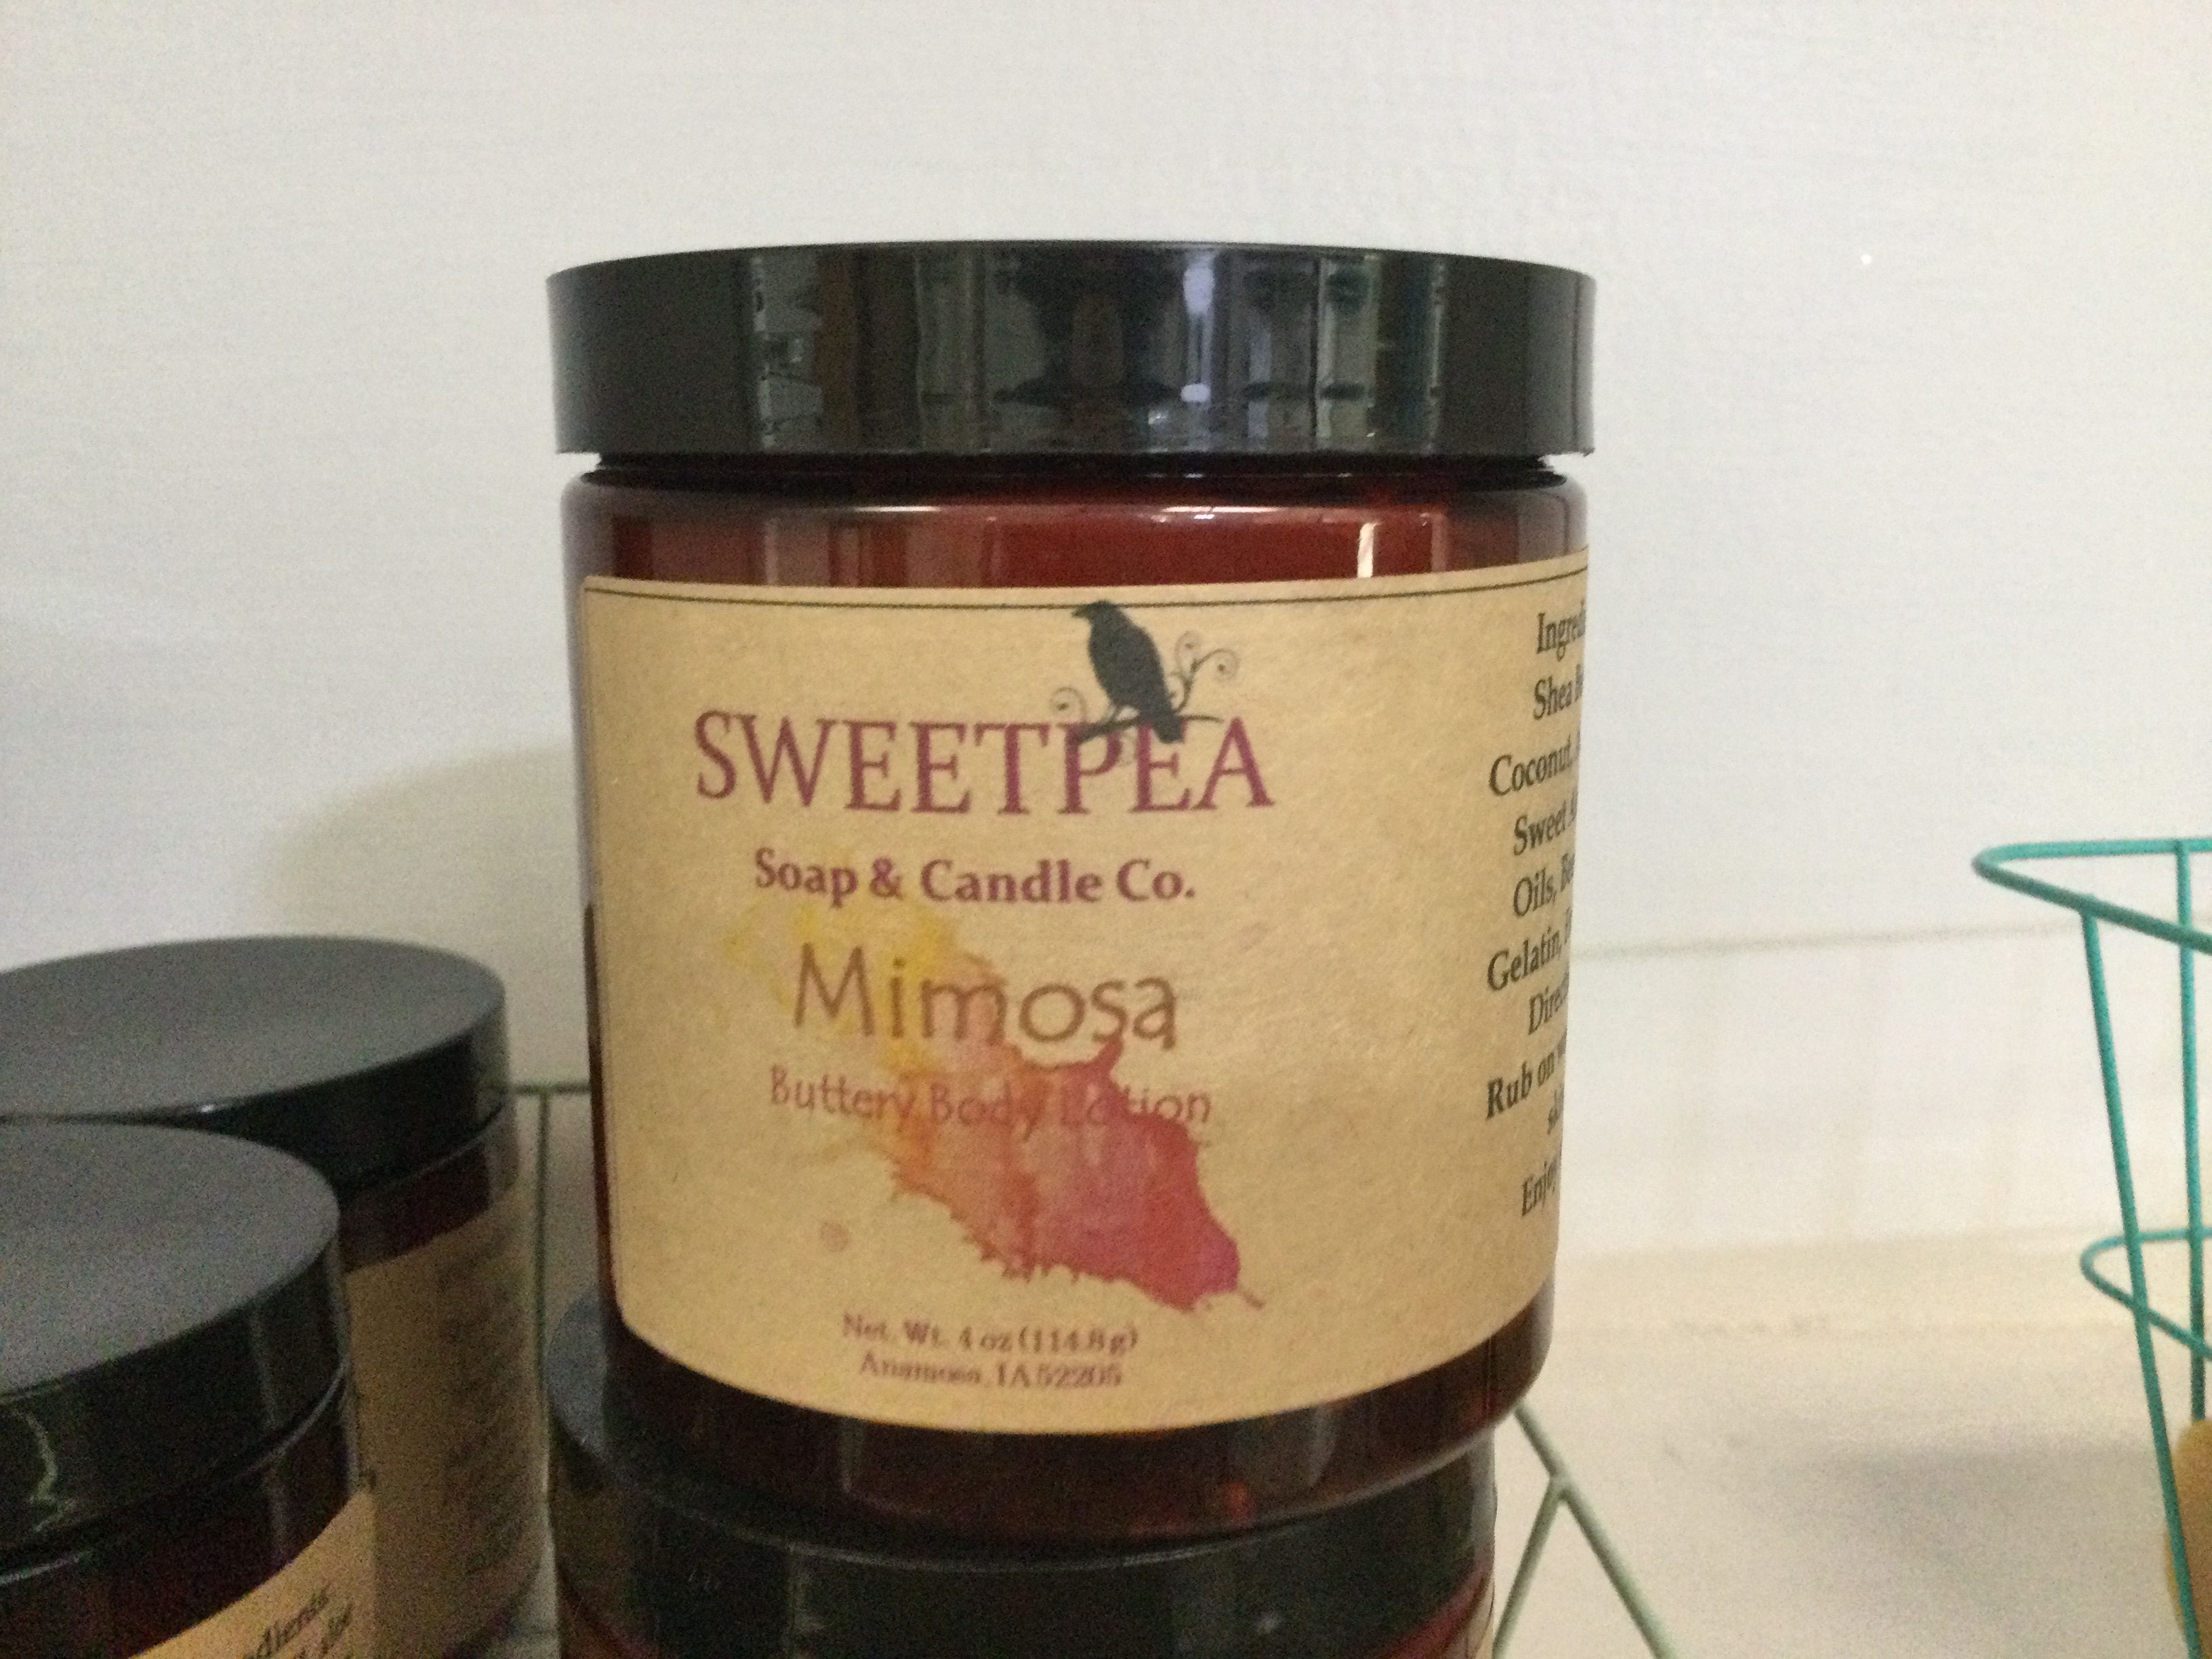 SWEETPEA
Soap & Candle Co.
Mimosa
Buttery Body Lotion
Net. Wt. 4 oz (114.8g)
Anamosa, IA 52205
Shea
Coconut,
Sweet
Oils,
Gelatin,
Rub on